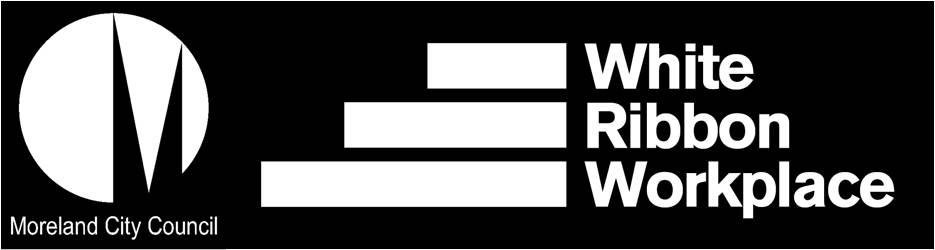 Moreland City Council
White
Ribbon
Workplace